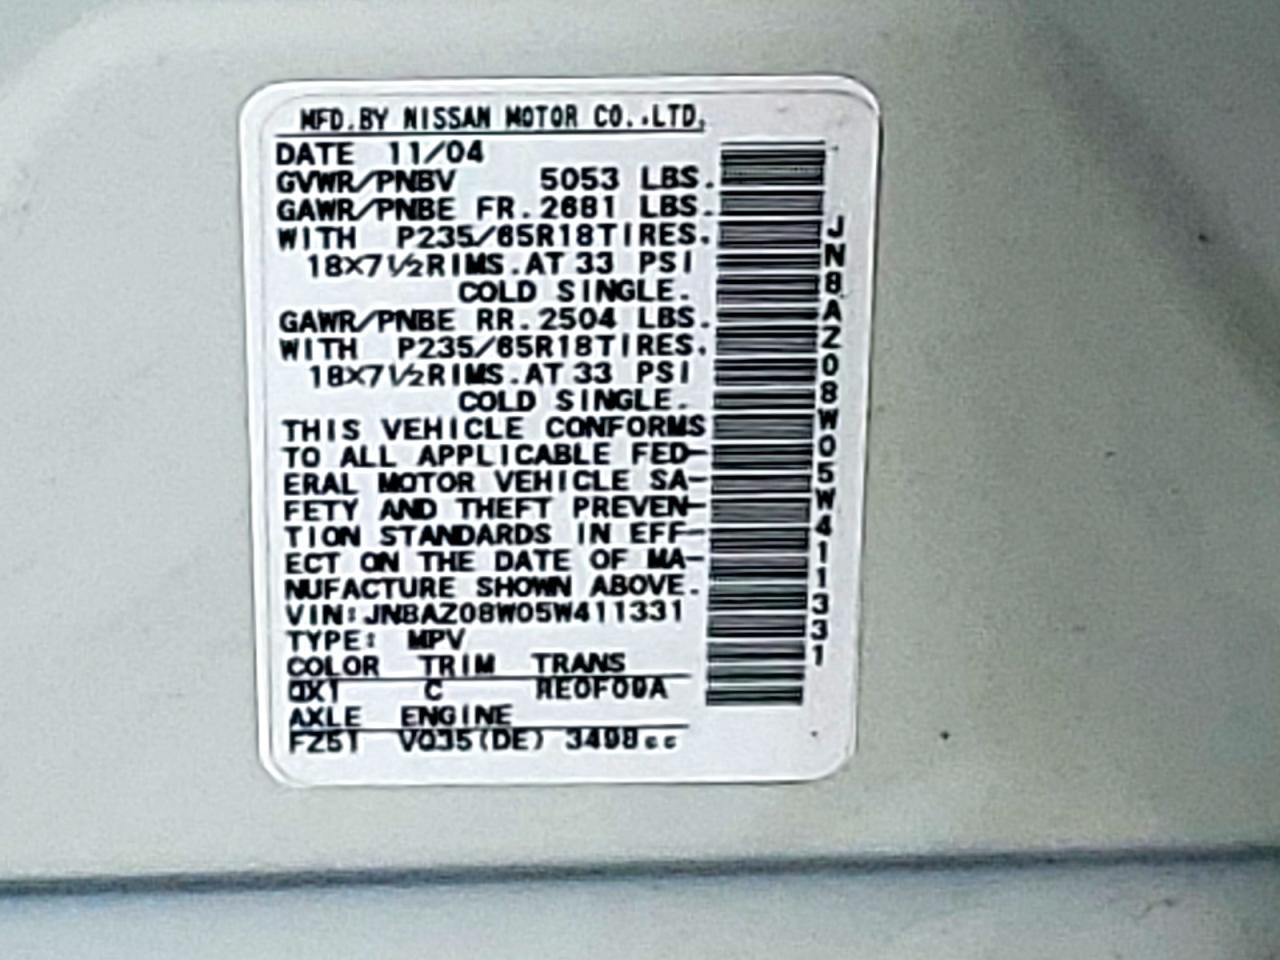 MFD.BY NISSAN MOTOR CO.,LTD.
DATE 11/04
GVWR/PNBV 5053 LBS.
GAWR/PNBE FR.2681 LBS.
WITH P235/65R18TIRES.
18X7 1/2RIMS.AT 33 PSI
COLD SINGLE.
GAWR/PNBE RR.2504 LBS.
WITH P235/65R18TIRES.
18X7 1/2RIMS.AT 33 PSI
COLD SINGLE.
THIS VEHICLE CONFORMS
TO ALL APPLICABLE FED-
ERAL MOTOR VEHICLE SA-
FETY AND THEFT PREVEN-
TION STANDARDS IN EFF-
ECT ON THE DATE OF MA-
NUFACTURE SHOWN ABOVE.
VIN:JN8AZ08W05W411331
TYPE: MPV
COLOR TRIM TRANS
QX1 C RE0F09A
AXLE ENGINE
FZ51 VQ35(DE) 3498cc
JN8AZ08W05W411331